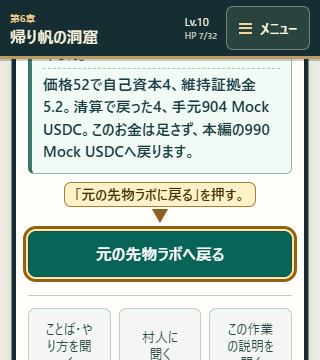 第6章
帰り帆の洞窟
Lv.10
HP 7/32
メニュー
価格52で自己資本4、維持証拠金
5.2。清算で戻った4、手元904 Mock
USDC。このお金は足さず、本編の990
Mock USDCへ戻ります。
「元の先物ラボに戻る」を押す。
元の先物ラボへ戻る
ことば・や
り方を聞
村人に
聞く
この作業
の説明を
聞く